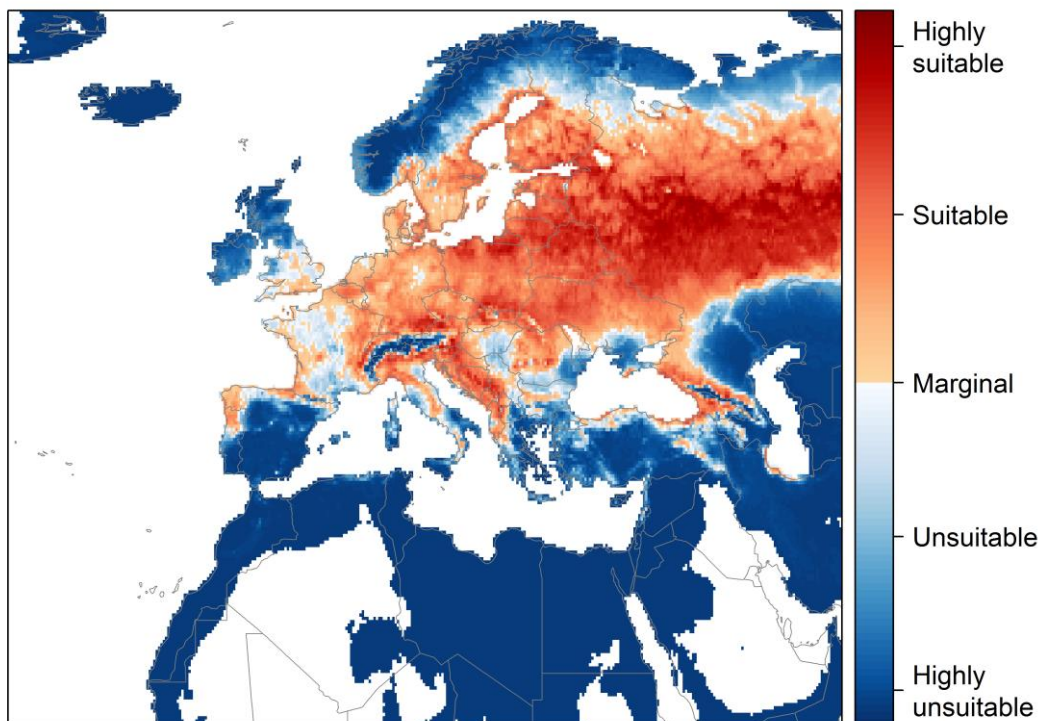 Highly
suitable
Suitable
Marginal
Unsuitable
Highly
unsuitable